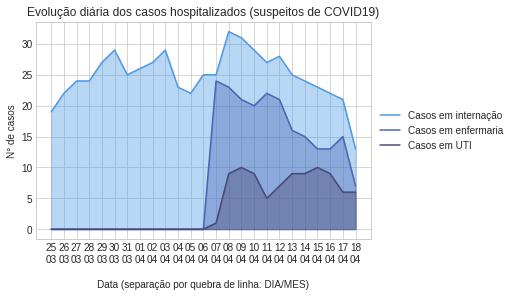 Evolução diária dos casos hospitalizados (suspeitos de COVID19)
N° de casos
30
25
20
15
10
5
0
25 26 27 28 29 30 31 01 02 03 04 05 06 07 08 09 10 11 12 13 14 15 16 17 18
03 03 03 03 03 03 03 04 04 04 04 04 04 04 04 04 04 04 04 04 04 04 04 04 04
Data (separação por quebra de linha: DIA/MES)
Casos em internação
Casos em enfermaria
Casos em UTI